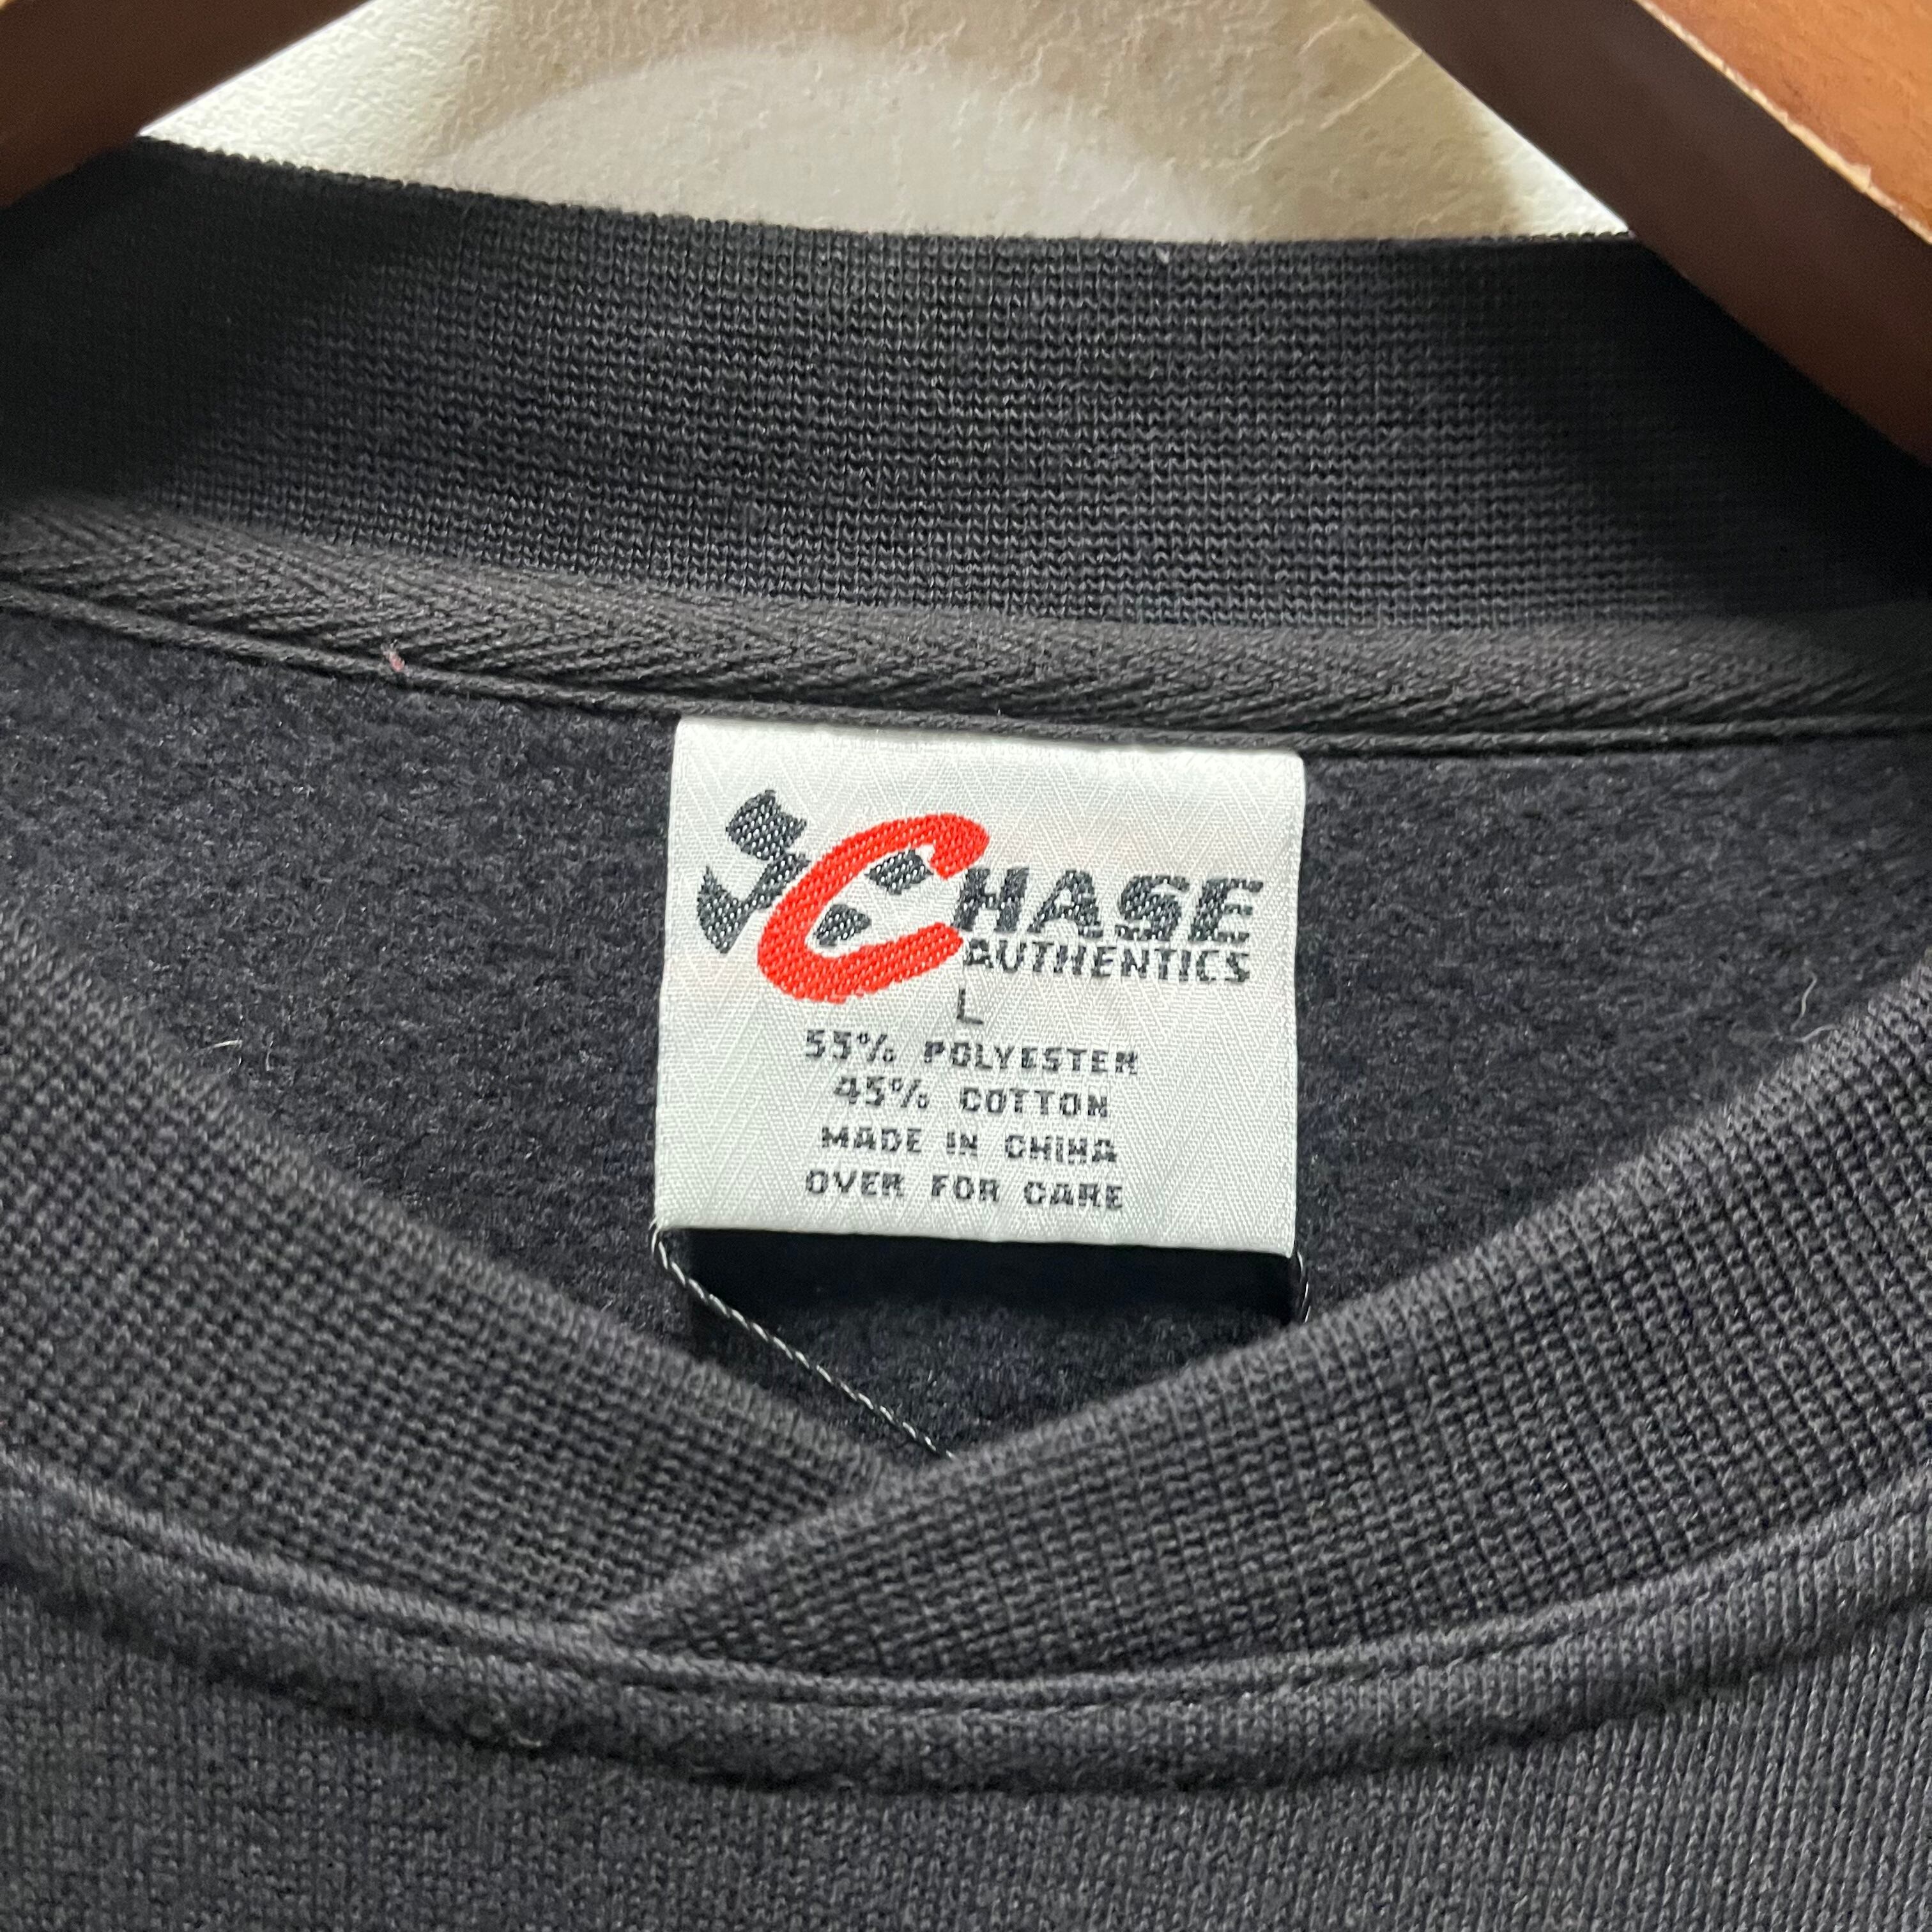 CHASE
AUTHENTICS
L
55% POLYESTER
45% COTTON
MADE IN CHINA
OVER FOR CARE